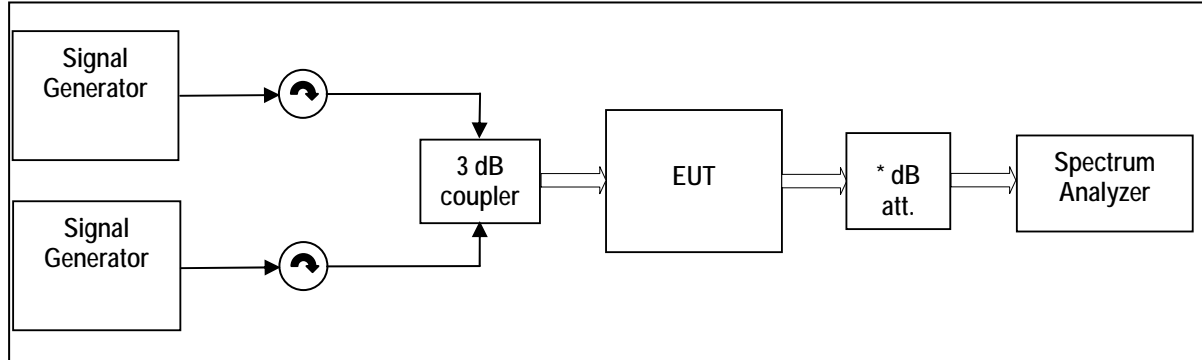 Signal
Generator
3 dB
coupler
EUT
* dB
att.
Spectrum
Analyzer
Signal
Generator